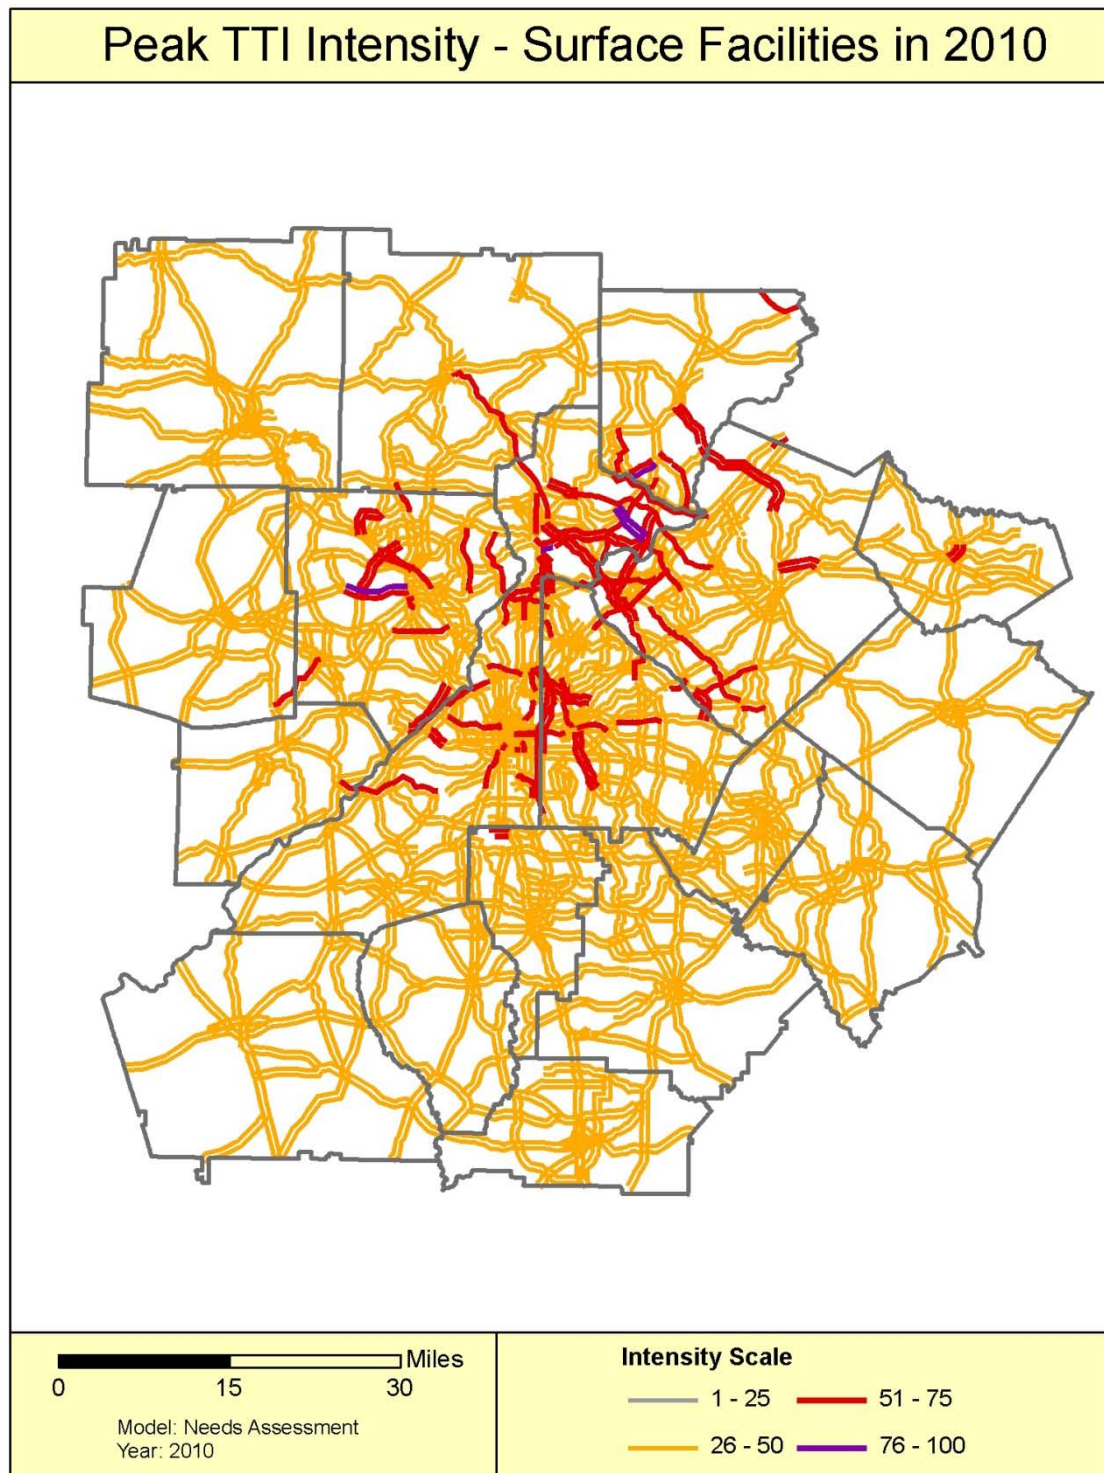 Peak TTI Intensity - Surface Facilities in 2010
Miles
0 15 30
Model: Needs Assessment
Year: 2010
Intensity Scale
1 - 25
51 - 75
26 - 50
76 - 100